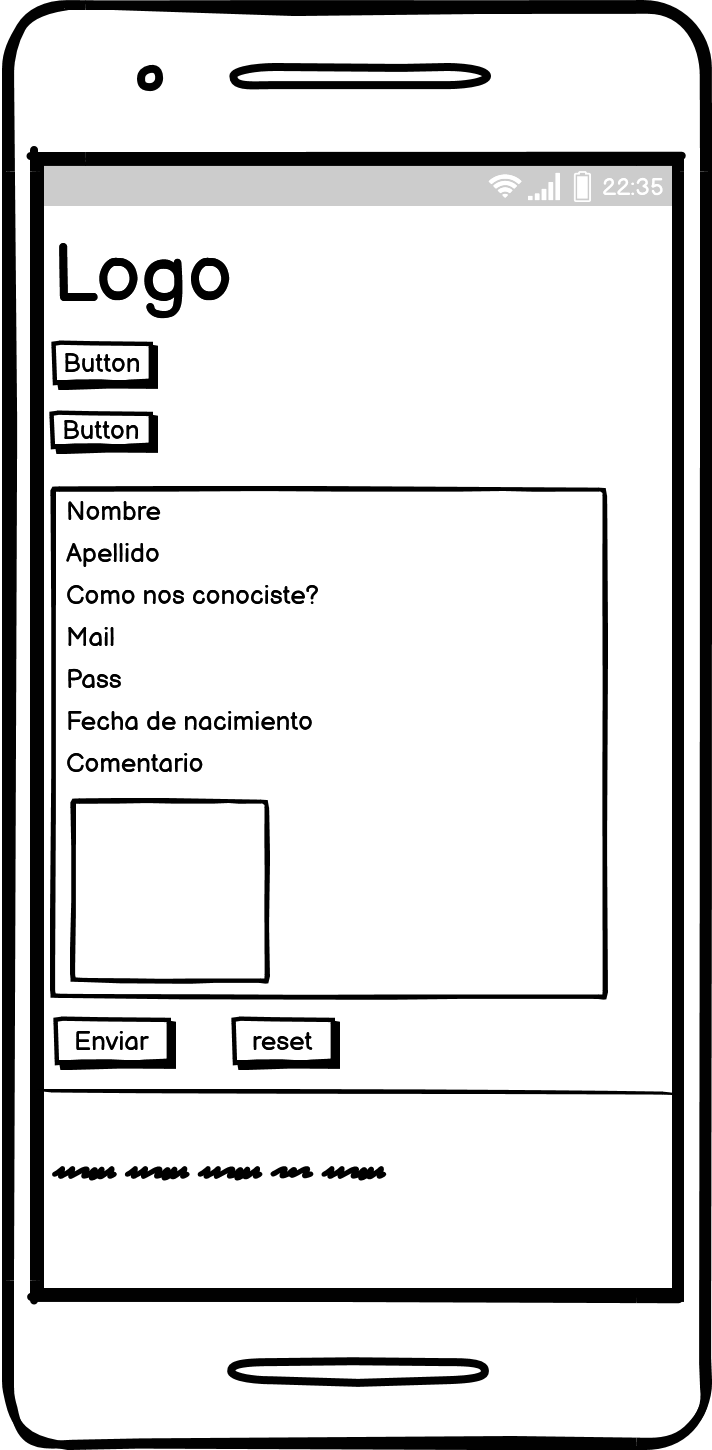 22:35
Logo
Button
Button
Nombre
Apellido
Como nos conociste?
Mail
Pass
Fecha de nacimiento
Comentario
Enviar reset